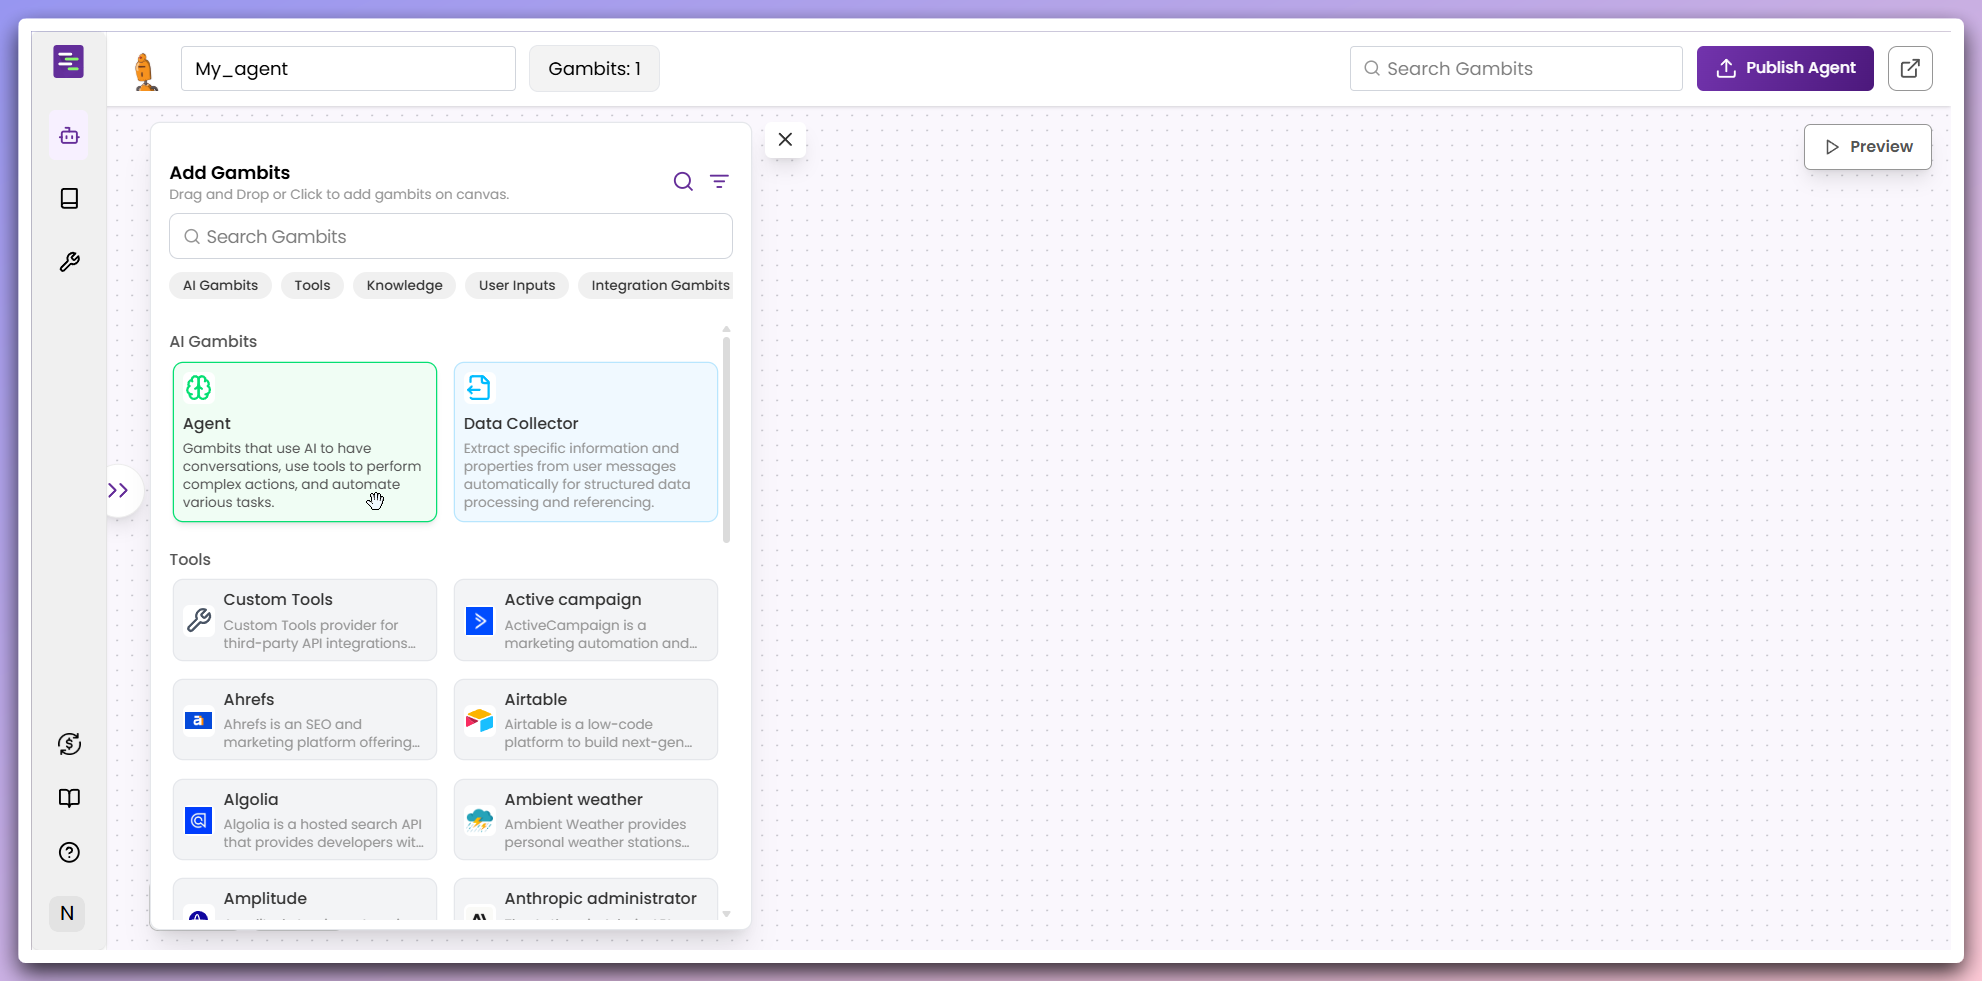 My_agent
Gambits: 1
Search Gambits
Publish Agent
Preview
Add Gambits
Drag and Drop or Click to add gambits on canvas.
Search Gambits
AI Gambits
Tools
Knowledge
User Inputs
Integration Gambits
AI Gambits
Agent
Gambits that use AI to have
conversations, use tools to perform
complex actions, and automate
various tasks.
Data Collector
Extract specific information and
properties from user messages
automatically for structured data
processing and referencing.
Tools
Custom Tools
Custom Tools provider for
third-party API integrations...
Active campaign
ActiveCampaign is a
marketing automation and...
Ahrefs
Ahrefs is an SEO and
marketing platform offering...
Airtable
Airtable is a low-code
platform to build next-gen...
Algolia
Algolia is a hosted search API
that provides developers wit...
Ambient weather
Ambient Weather provides
personal weather stations...
Amplitude
Anthropic administrator
N